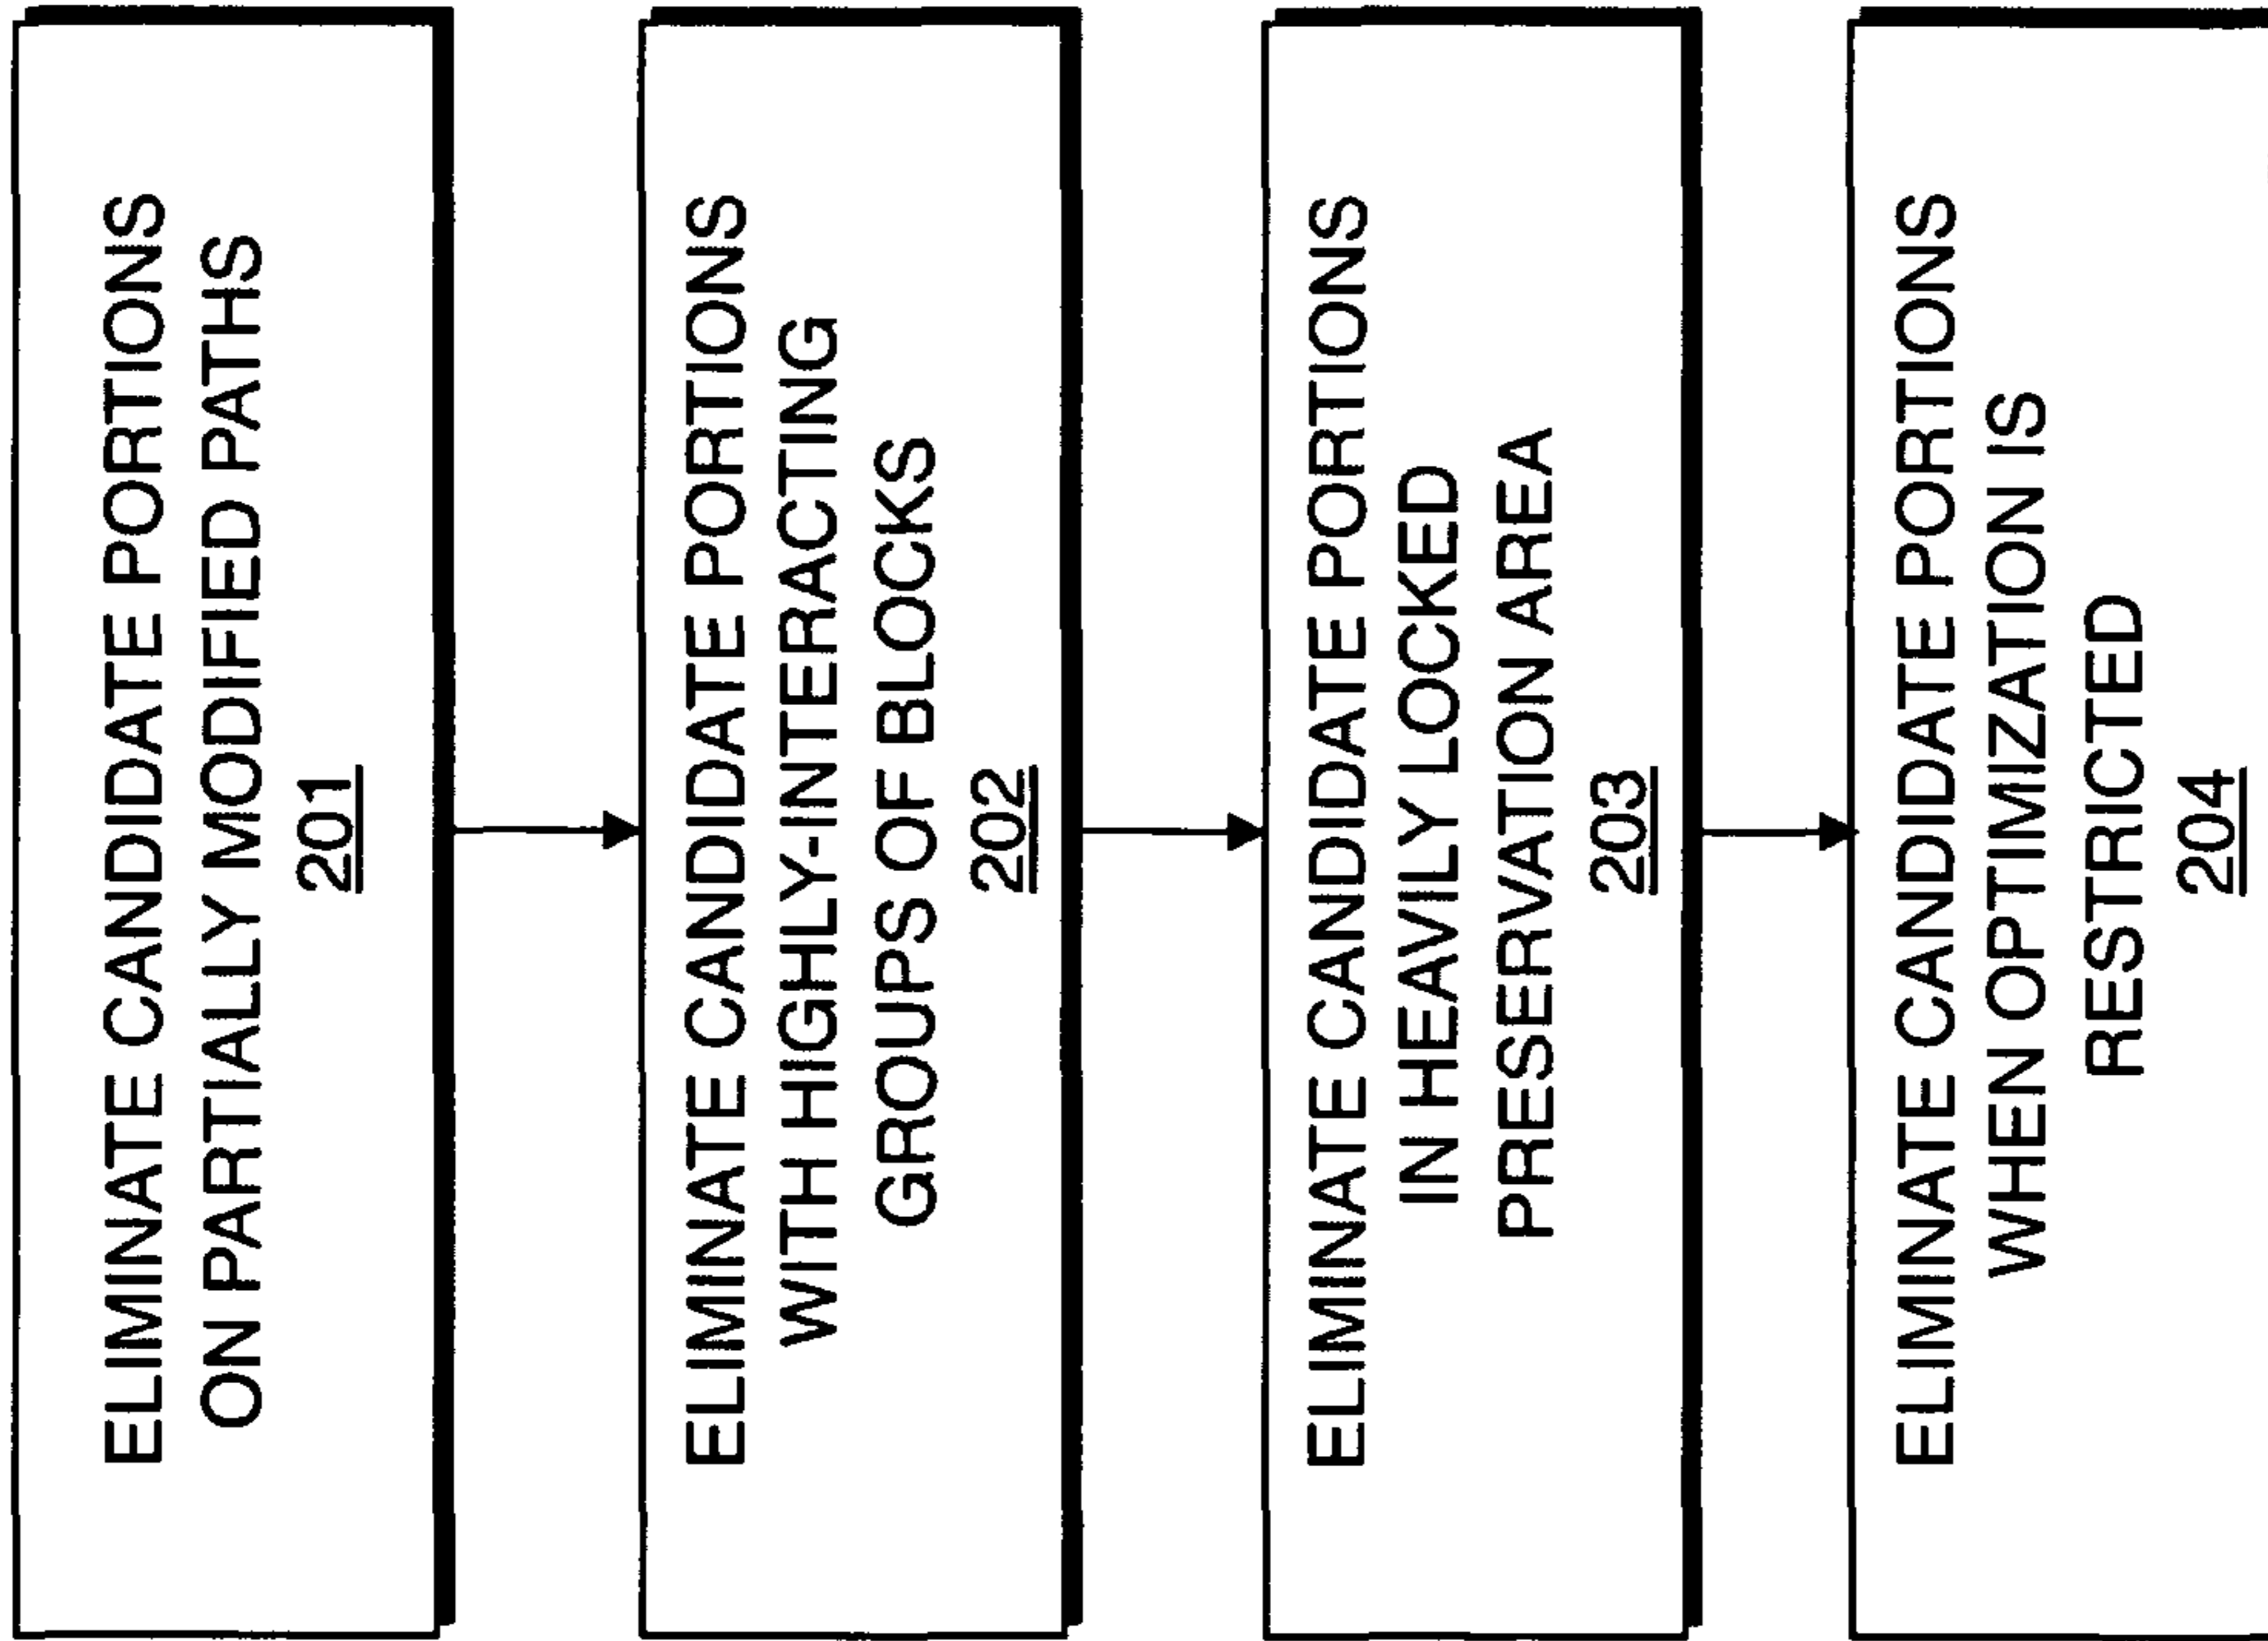 ELIMINATE CANDIDATE PORTIONS
ON PARTIALLY MODIFIED PATHS
201
ELIMINATE CANDIDATE PORTIONS
WITH HIGHLY-INTERACTING
GROUPS OF BLOCKS
202
ELIMINATE CANDIDATE PORTIONS
IN HEAVILY LOCKED
PRESERVATION AREA
203
ELIMINATE CANDIDATE PORTIONS
WHEN OPTIMIZATION IS
RESTRICTED
204